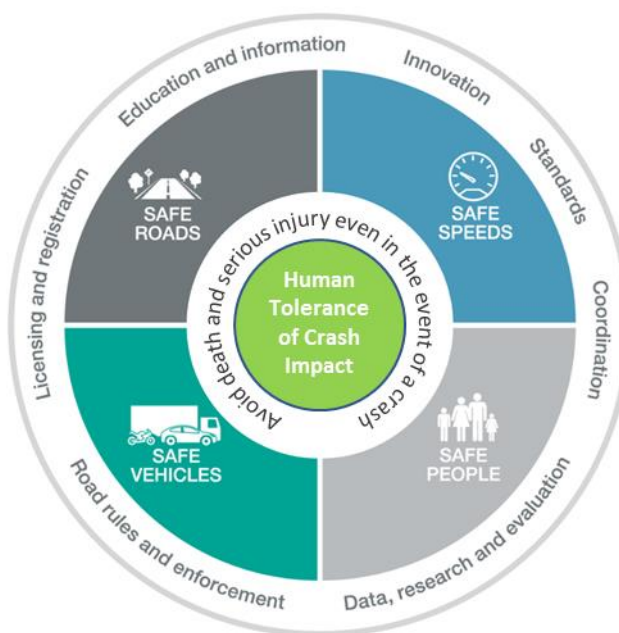 Education and information
Innovation
Standards
Coordination
Data, research and evaluation
Road rules and enforcement
Licensing and registration
SAFE
ROADS
SAFE
SPEEDS
SAFE
VEHICLES
SAFE
PEOPLE
Avoid death and serious injury even in the event of a crash
Human
Tolerance
of Crash
Impact